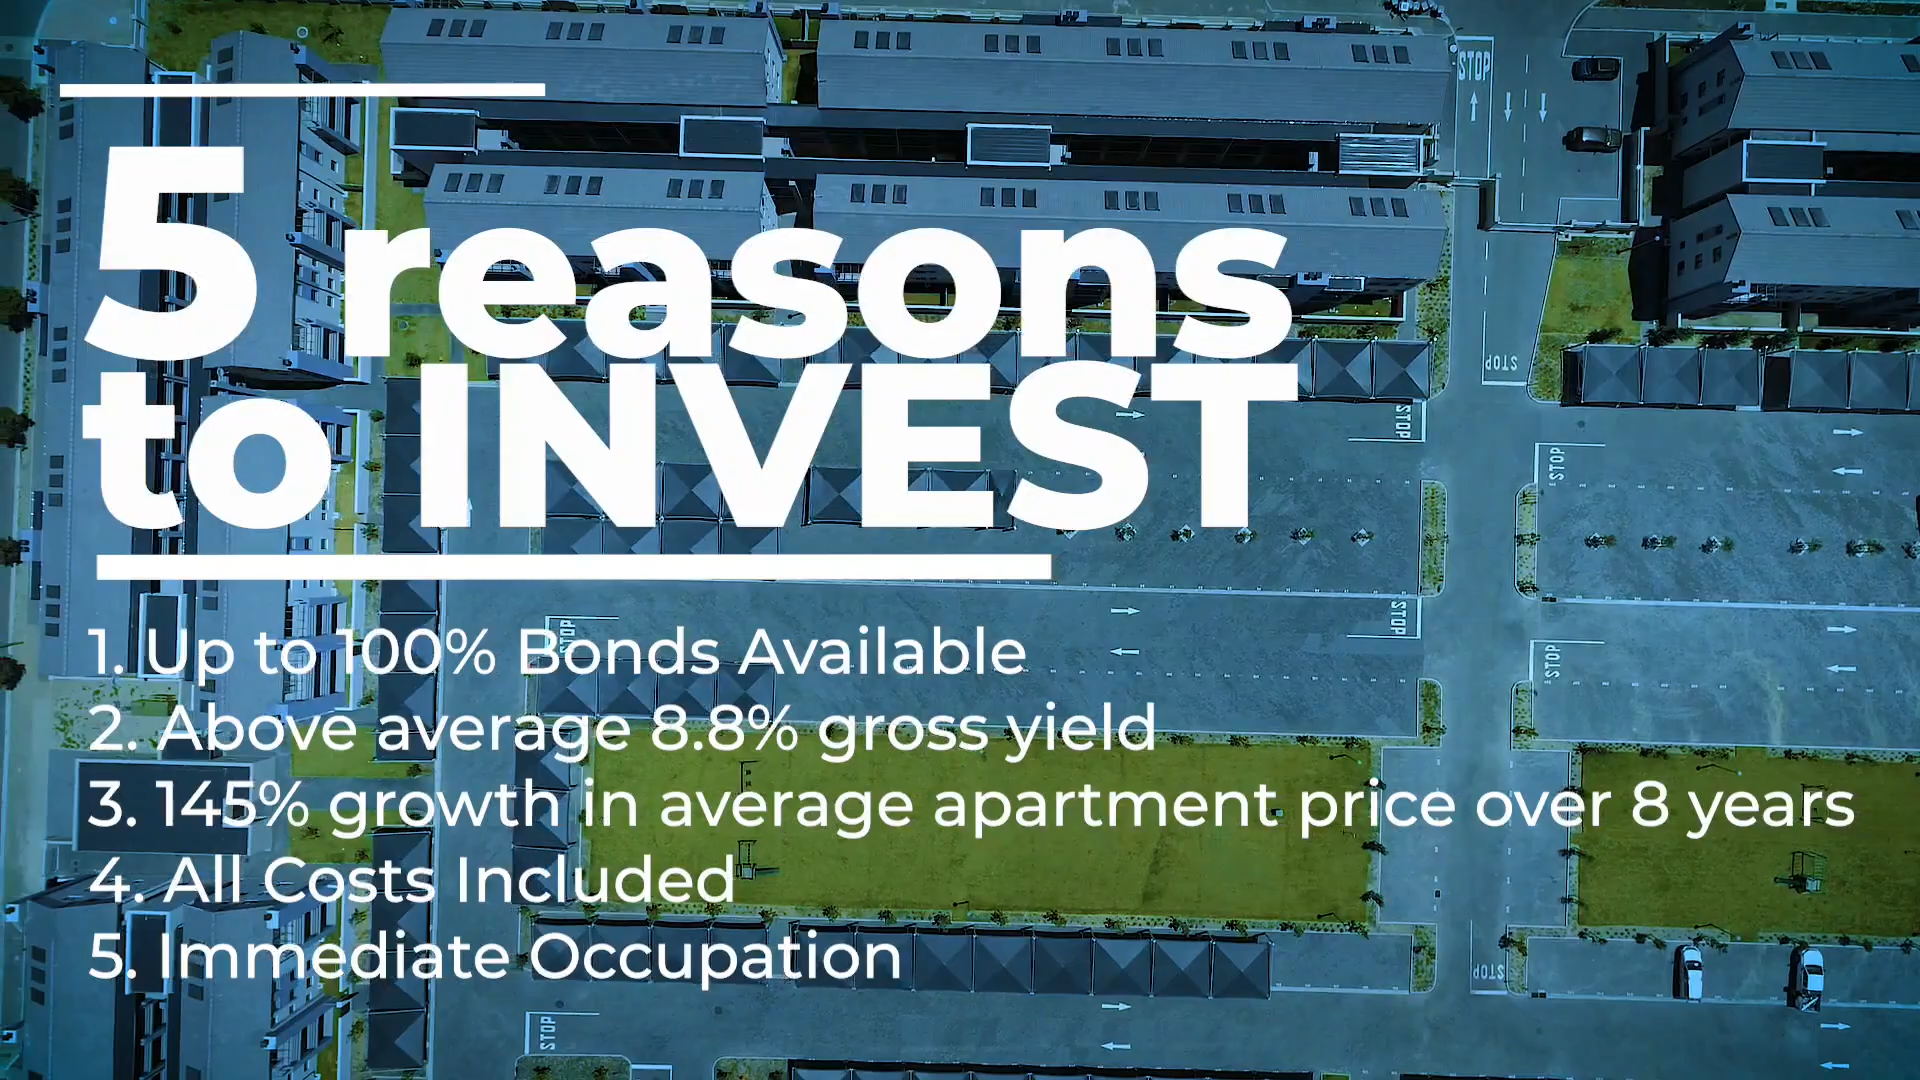 5 reasons
to INVEST
1. Up to 100% Bonds Available
2. Above average 8.8% gross yield
3. 145% growth in average apartment price over 8 years
4. All Costs Included
5. Immediate Occupation
STOP
STOP
STOP
STOP
STOP
STOP
STOP
STOP
STOP